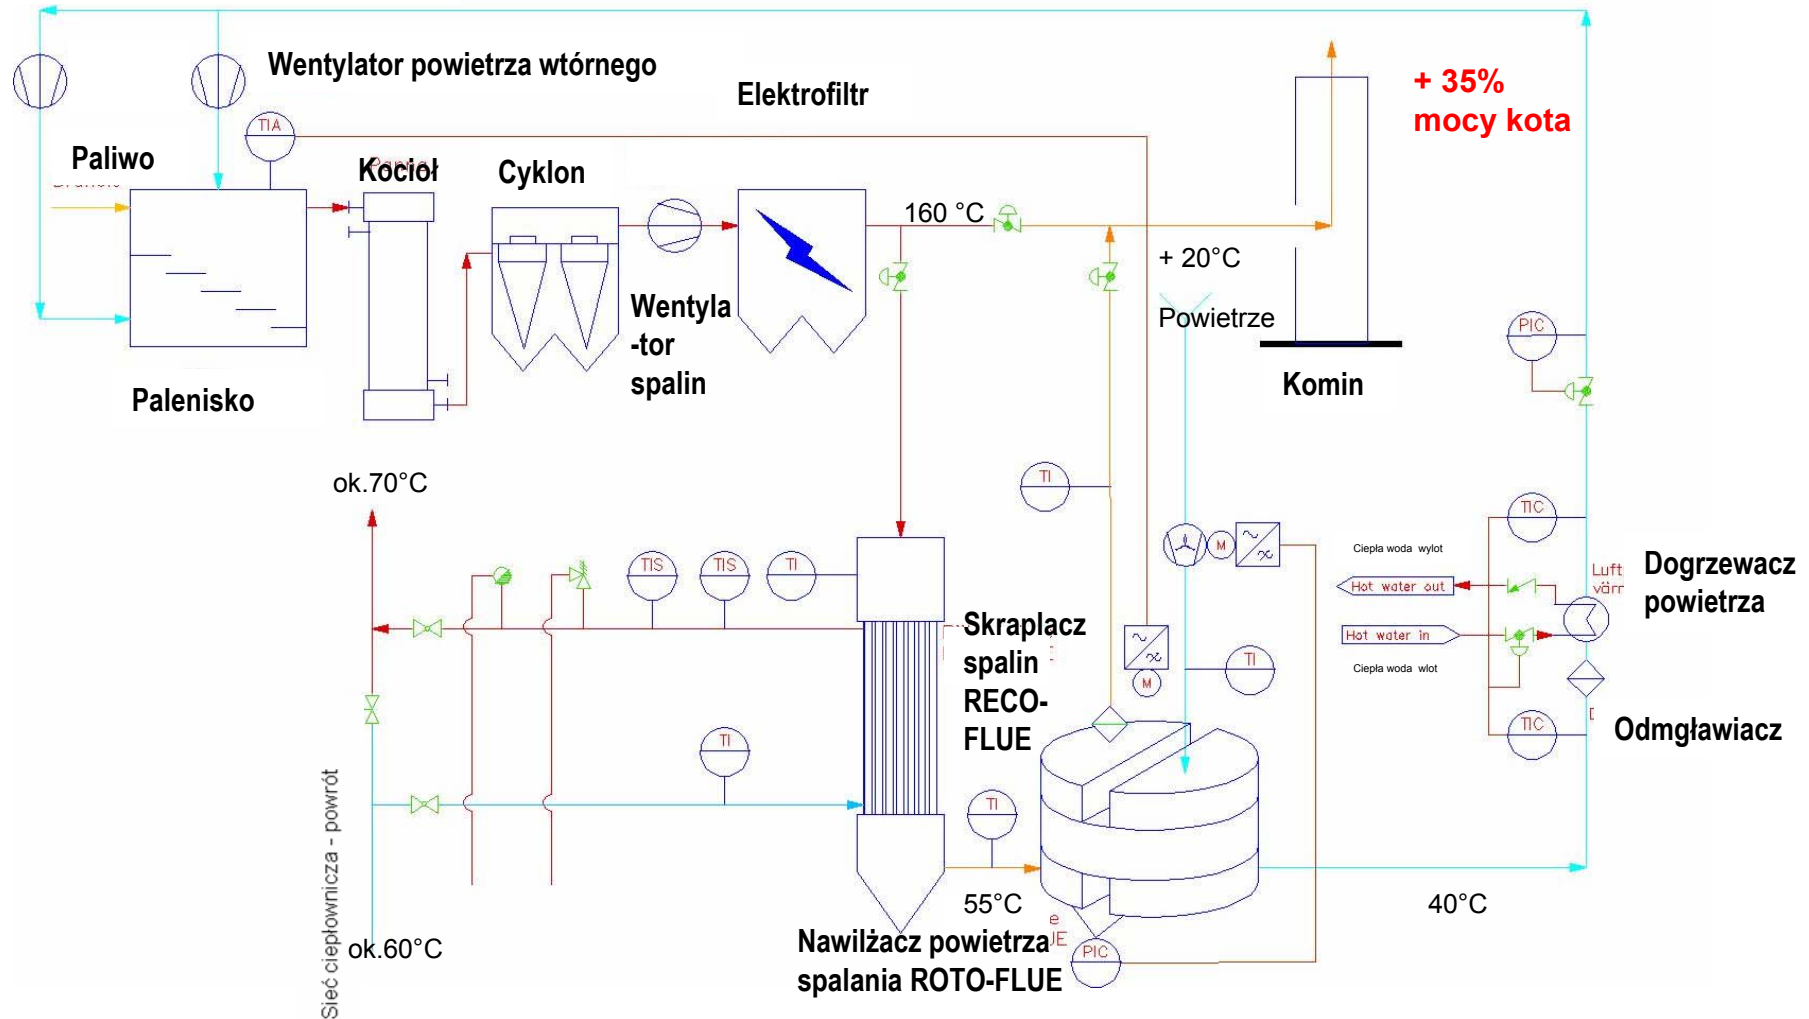 Wentylator powietrza wtórnego
Elektrofiltr
+ 35%
mocy kota
TIA
Paliwo
Kocioł
Cyklon
160 °C
+ 20°C
Powietrze
Wentyla
-tor
spalin
PIC
Palenisko
Komin
ok.70°C
TI
TIC
Ciepła woda wylot
Dogrzewacz
powietrza
Luft
värr
Hot water out
M
TIS
TIS
TI
Skraplacz
spalin
RECO-
FLUE
Hot water in
Ciepła woda wlot
TI
M
TIC
Odmgławiacz
TI
TI
Sieć ciepłownicza - powrót
55°C
40°C
ok.60°C
Nawilżacz powietrza
spalania ROTO-FLUE
PIC